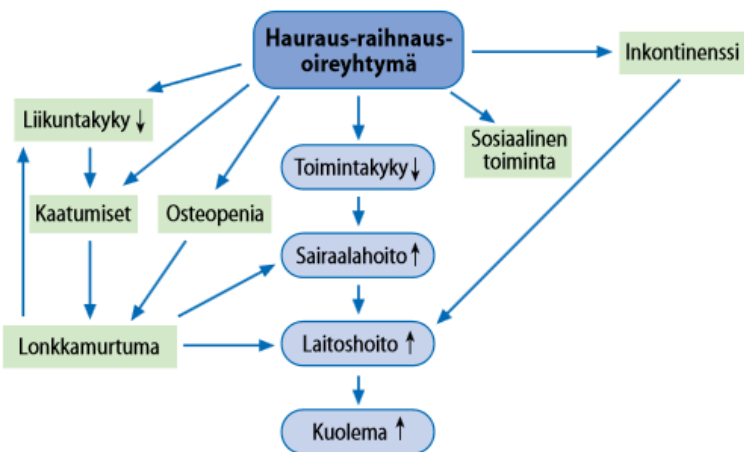 Hauraus-raihnaus-
oireyhtymä
Inkontinenssi
Liikuntakyky ↓
Sosiaalinen
toiminta
Toimintakyky ↓
Kaatumiset
Osteopenia
Sairaalahoito ↑
Lonkkamurtuma
Laitoshoito ↑
Kuolema ↑